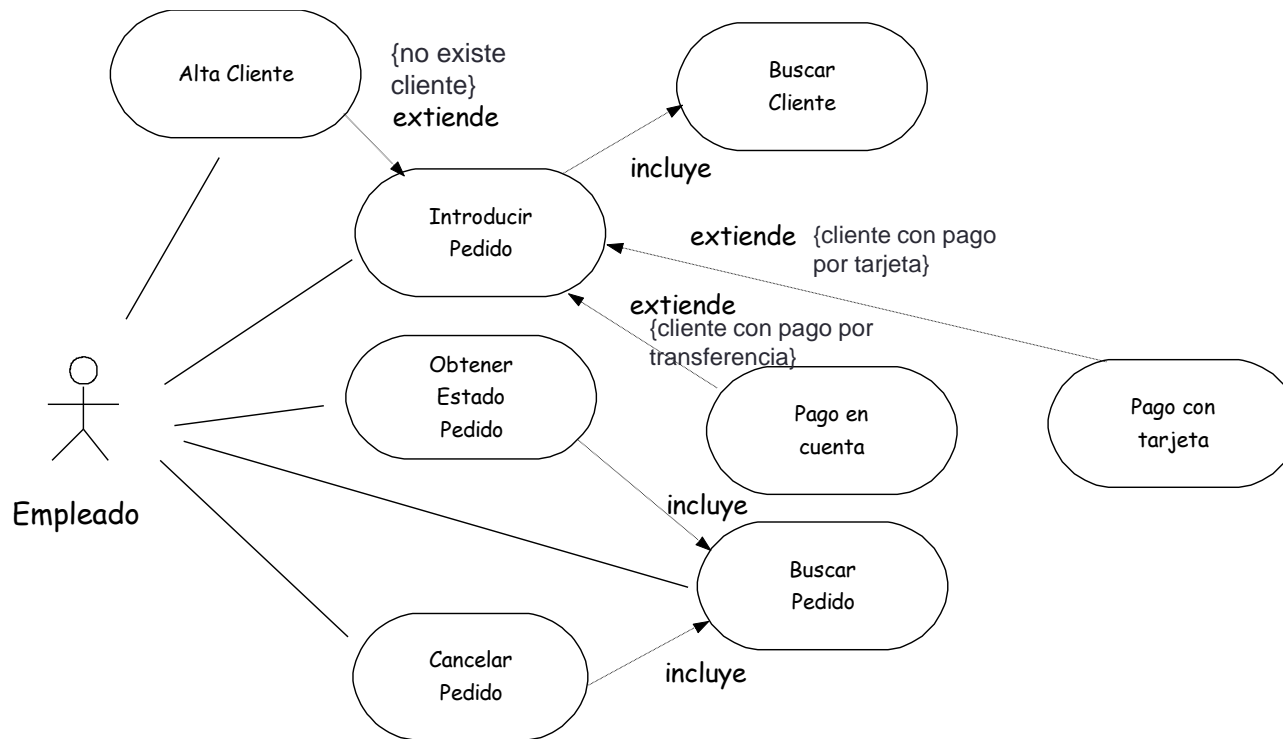 Alta Cliente
{no existe
cliente}
extiende
Buscar
Cliente
incluye
Introducir
Pedido
extiende
{cliente con pago
por tarjeta}
extiende
{cliente con pago por
transferencia}
Obtener
Estado
Pedido
Pago en
cuenta
Pago con
tarjeta
Empleado
incluye
Buscar
Pedido
Cancelar
Pedido
incluye